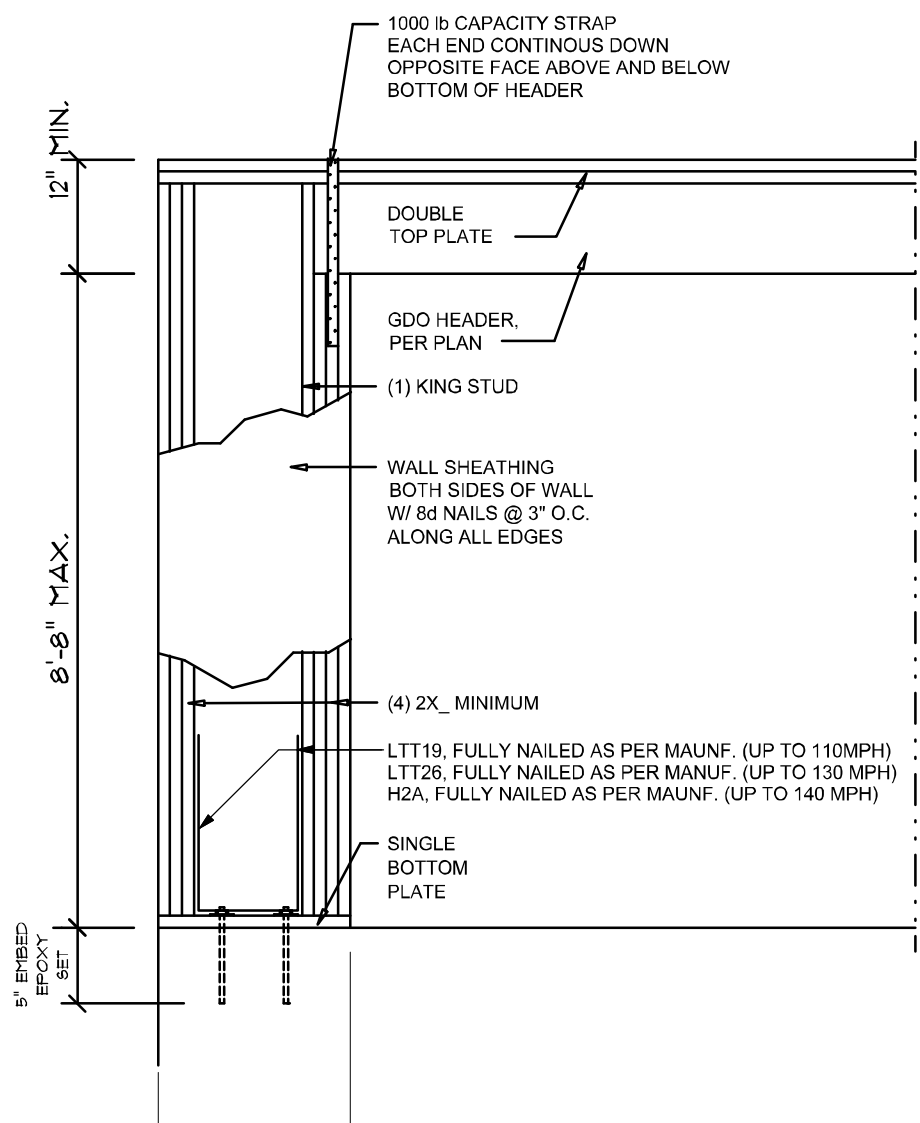 1000 lb CAPACITY STRAP
EACH END CONTINOUS DOWN
OPPOSITE FACE ABOVE AND BELOW
BOTTOM OF HEADER
12" MIN.
DOUBLE
TOP PLATE
GDO HEADER,
PER PLAN
(1) KING STUD
WALL SHEATHING
BOTH SIDES OF WALL
W/ 8d NAILS @ 3" O.C.
ALONG ALL EDGES
8'-8" MAX.
(4) 2X_ MINIMUM
LTT19, FULLY NAILED AS PER MAUNF. (UP TO 110MPH)
LTT26, FULLY NAILED AS PER MANUF. (UP TO 130 MPH)
H2A, FULLY NAILED AS PER MAUNF. (UP TO 140 MPH)
SINGLE
BOTTOM
PLATE
5" EMBED
EPOXY
SET